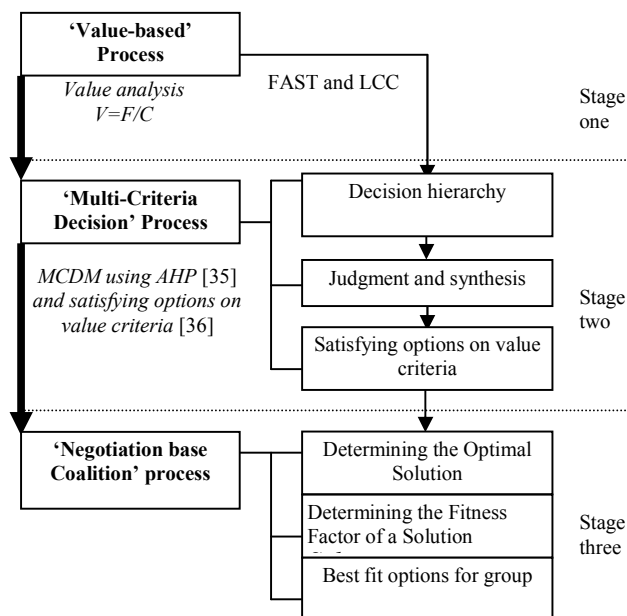 ‘Value-based’
Process
Value analysis
V=F/C
FAST and LCC
Stage
one
‘Multi-Criteria
Decision’ Process
MCDM using AHP [35]
and satisfying options on
value criteria [36]
Decision hierarchy
Judgment and synthesis
Satisfying options on value
criteria
Stage
two
‘Negotiation base
Coalition’ process
Determining the Optimal
Solution
Determining the Fitness
Factor of a Solution
Best fit options for group
Stage
three